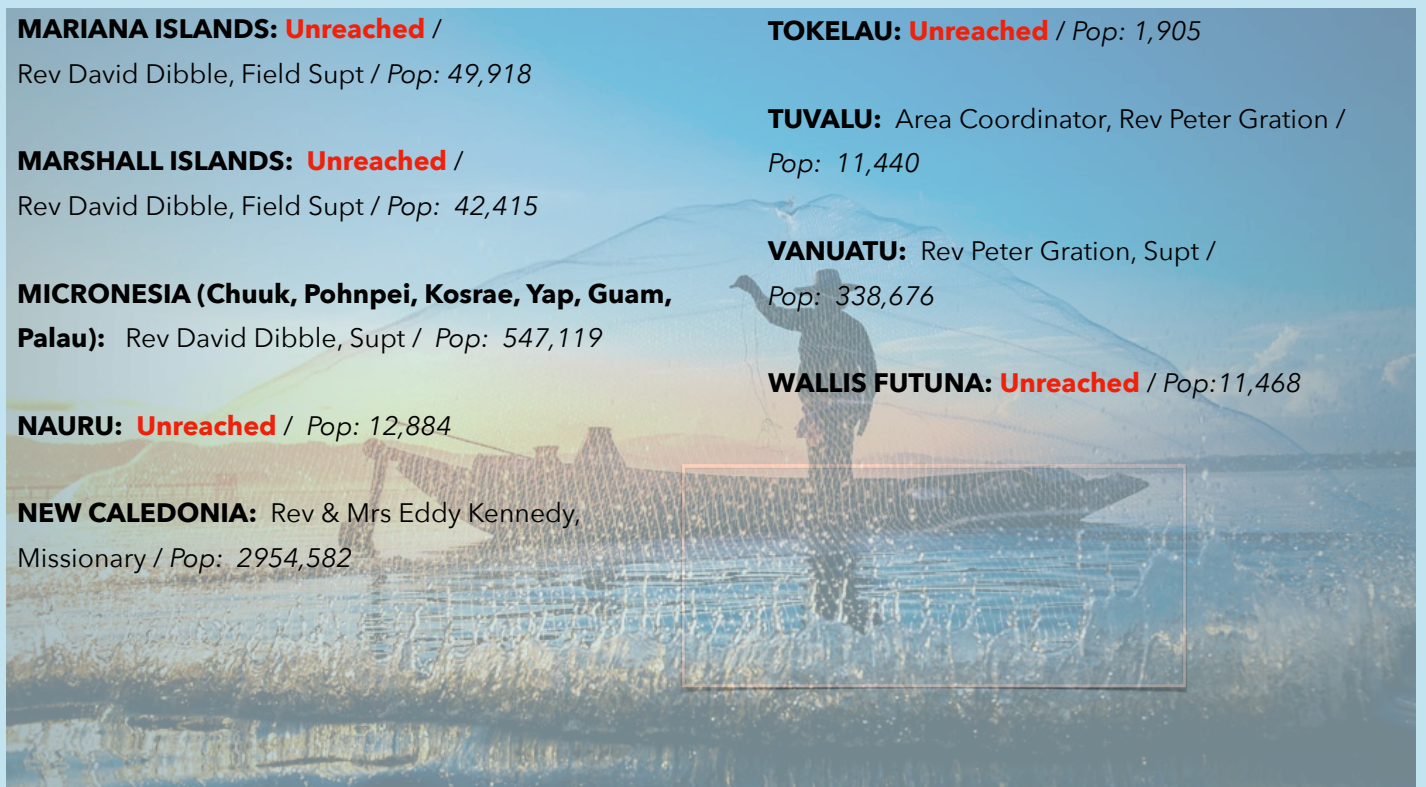 MARIANA ISLANDS: Unreached /
Rev David Dibble, Field Supt / Pop: 49,918
MARSHALL ISLANDS: Unreached /
Rev David Dibble, Field Supt / Pop: 42,415
MICRONESIA (Chuuk, Pohnpei, Kosrae, Yap, Guam,
Palau): Rev David Dibble, Supt / Pop: 547,119
NAURU: Unreached / Pop: 12,884
NEW CALEDONIA: Rev & Mrs Eddy Kennedy,
Missionary / Pop: 2954,582
TOKELAU: Unreached / Pop: 1,905
TUVALU: Area Coordinator, Rev Peter Gration /
Pop: 11,440
VANUATU: Rev Peter Gration, Supt /
Pop: 338,676
WALLIS FUTUNA: Unreached / Pop:11,468